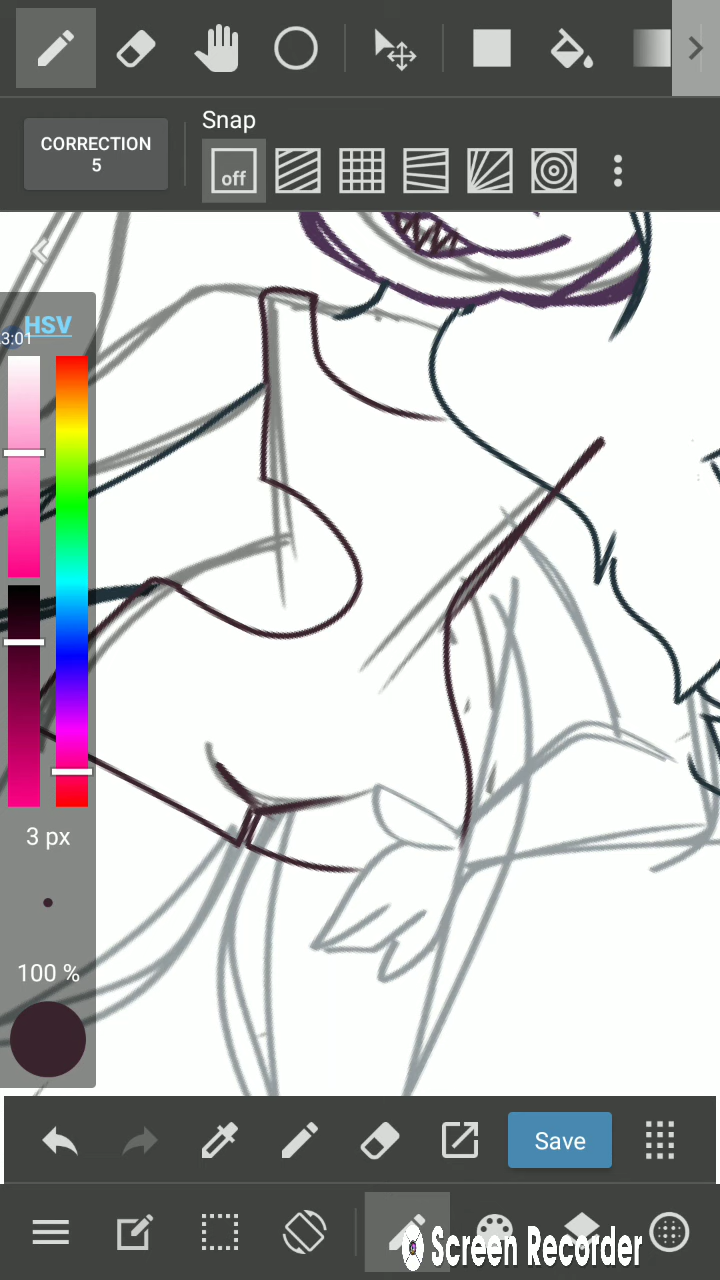 Snap
CORRECTION
5
off
HSV
3:01
3 px
100 %
Save
Screen Recorder